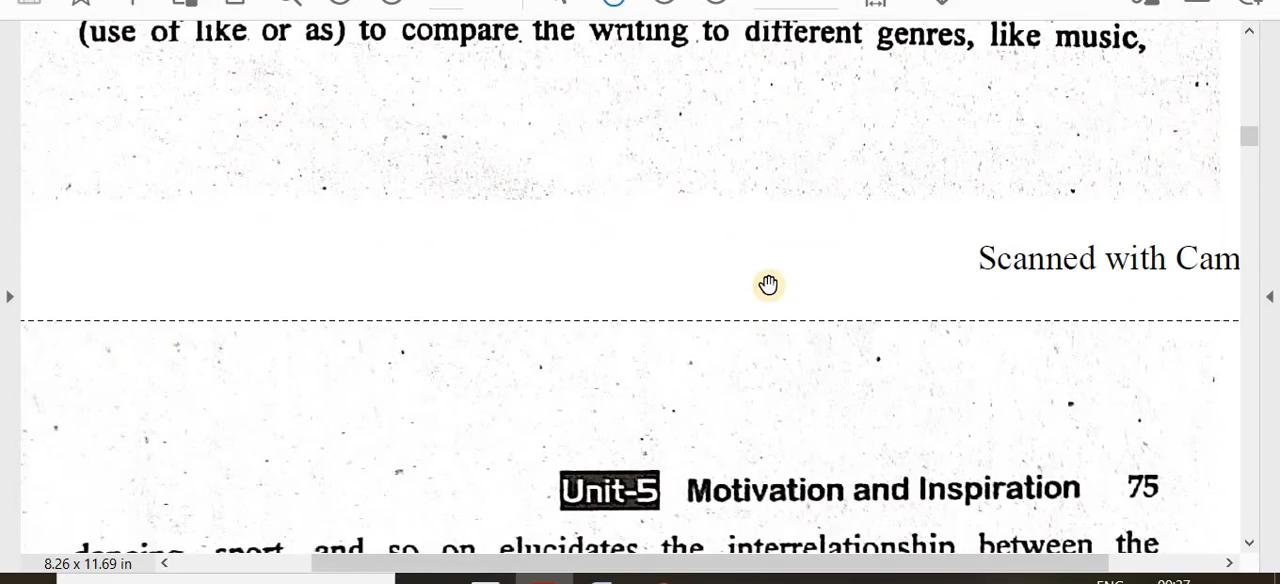 (use of like or as) to compare the writing to different genres, like music,
Scanned with Cam
Unit-5 Motivation and Inspiration 75
dancing, sport and so on elucidates the interrelationship between the
8.26 x 11.69 in